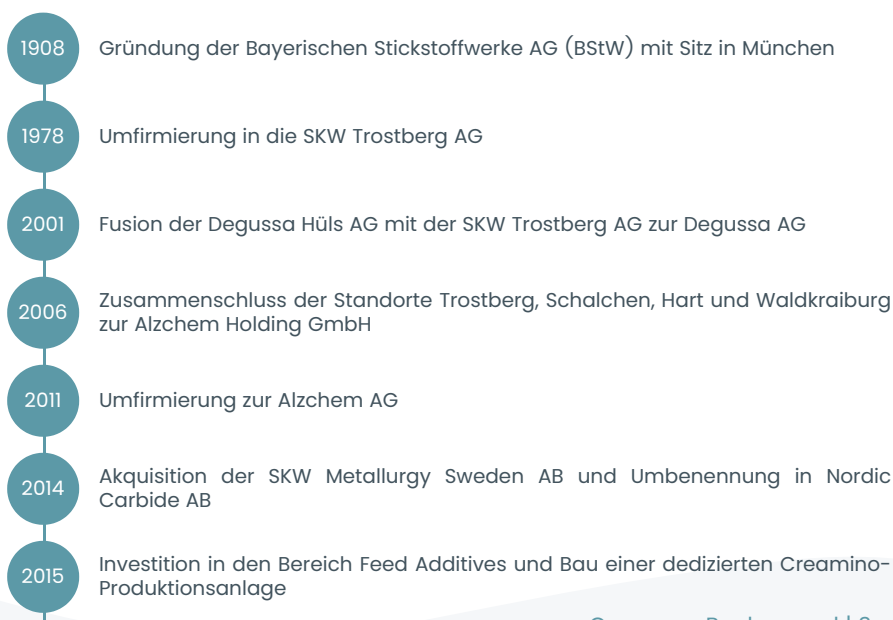 1908 Gründung der Bayerischen Stickstoffwerke AG (BStW) mit Sitz in München
1978 Umfirmierung in die SKW Trostberg AG
2001 Fusion der Degussa Hüls AG mit der SKW Trostberg AG zur Degussa AG
2006 Zusammenschluss der Standorte Trostberg, Schalchen, Hart und Waldkraiburg
zur Alzchem Holding GmbH
2011 Umfirmierung zur Alzchem AG
2014 Akquisition der SKW Metallurgy Sweden AB und Umbenennung in Nordic
Carbide AB
2015 Investition in den Bereich Feed Additives und Bau einer dedizierten Creamino-
Produktionsanlage